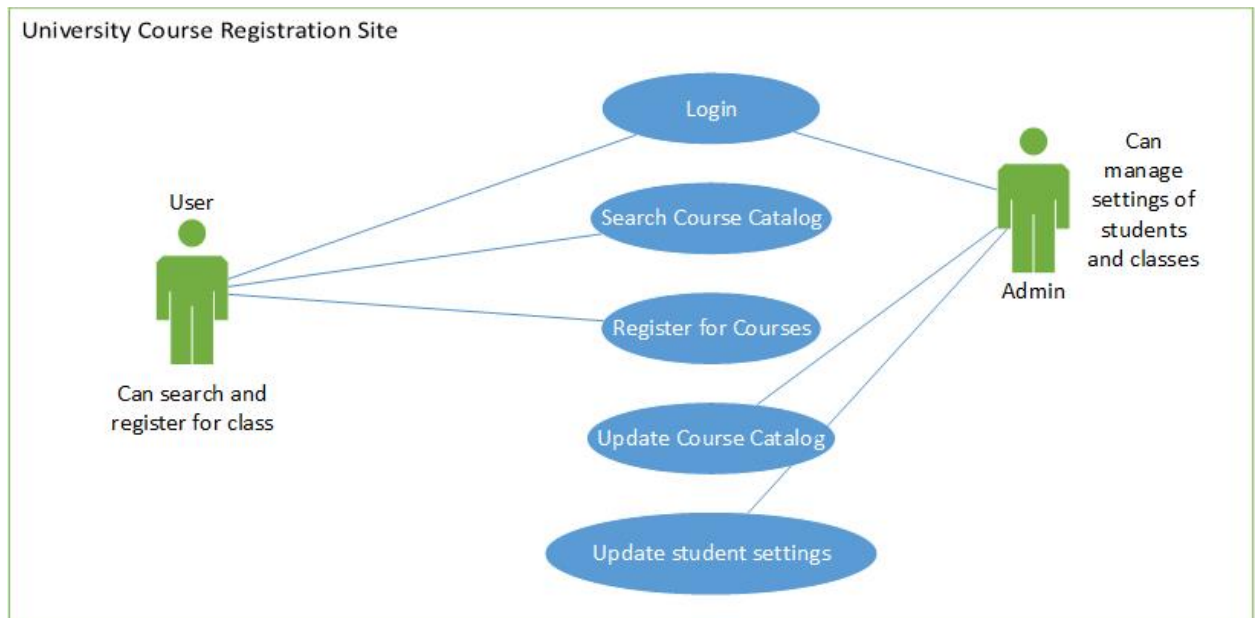 University Course Registration Site
Login
Can
manage
settings of
students
and classes
User
Search Course Catalog
Admin
Register for Courses
Can search and
register for class
Update Course Catalog
Update student settings